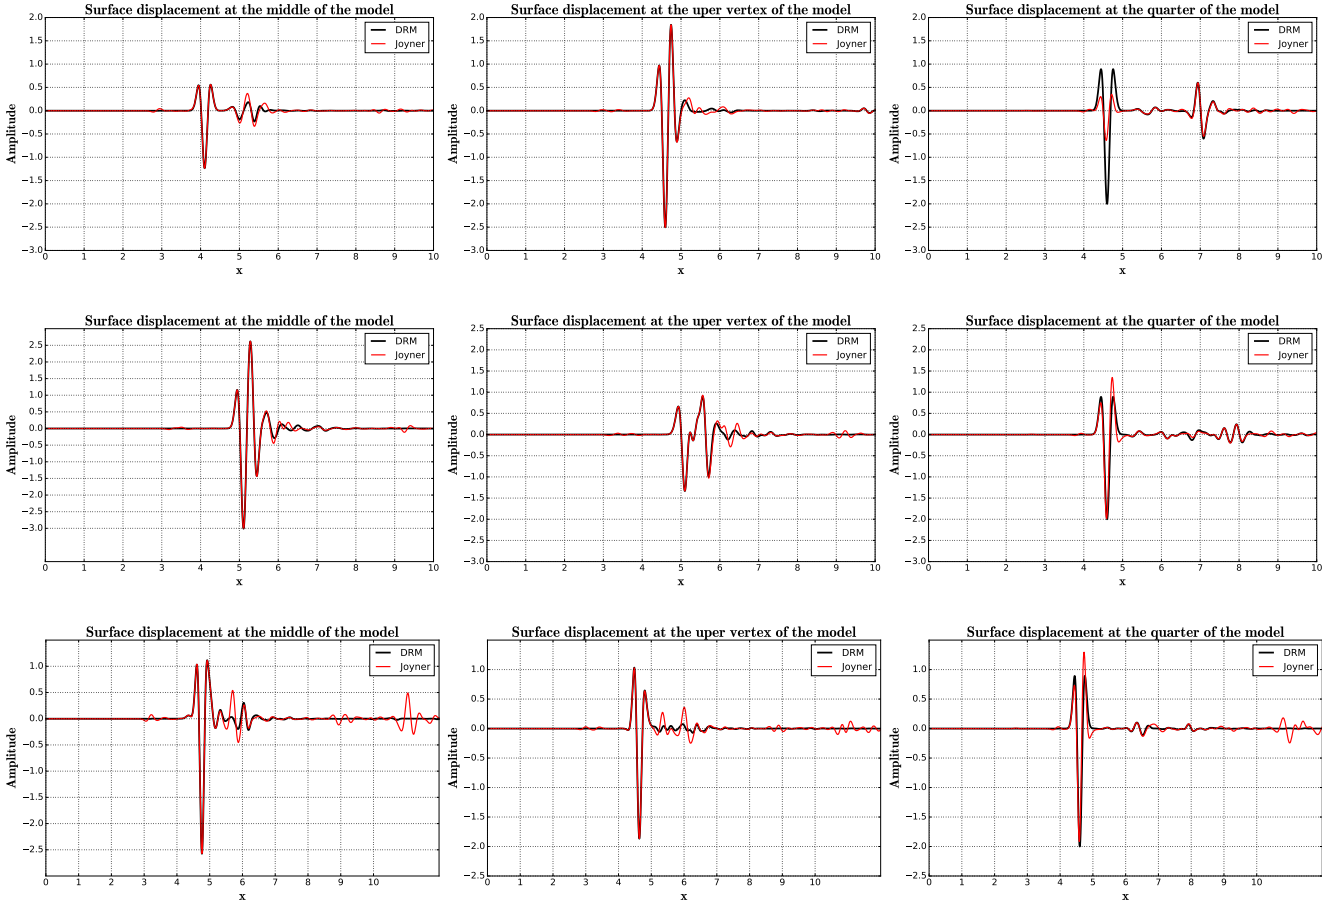 Surface displacement at the middle of the model
Amplitude
2.0
1.5
1.0
0.5
0.0
−0.5
−1.0
−1.5
−2.0
−2.5
−3.0
0 1 2 3 4 5 6 7 8 9 10
x
DRM
Joyner
Surface displacement at the uper vertex of the model
Amplitude
2.0
1.5
1.0
0.5
0.0
−0.5
−1.0
−1.5
−2.0
−2.5
−3.0
0 1 2 3 4 5 6 7 8 9 10
x
DRM
Joyner
Surface displacement at the quarter of the model
Amplitude
2.0
1.5
1.0
0.5
0.0
−0.5
−1.0
−1.5
−2.0
−2.5
−3.0
0 1 2 3 4 5 6 7 8 9 10
x
DRM
Joyner
Surface displacement at the middle of the model
Amplitude
2.5
2.0
1.5
1.0
0.5
0.0
−0.5
−1.0
−1.5
−2.0
−2.5
−3.0
0 1 2 3 4 5 6 7 8 9 10
x
DRM
Joyner
Surface displacement at the uper vertex of the model
Amplitude
2.5
2.0
1.5
1.0
0.5
0.0
−0.5
−1.0
−1.5
−2.0
−2.5
−3.0
0 1 2 3 4 5 6 7 8 9 10
x
DRM
Joyner
Surface displacement at the quarter of the model
Amplitude
2.5
2.0
1.5
1.0
0.5
0.0
−0.5
−1.0
−1.5
−2.0
−2.5
−3.0
0 1 2 3 4 5 6 7 8 9 10
x
DRM
Joyner
Surface displacement at the middle of the model
Amplitude
1.0
0.5
0.0
−0.5
−1.0
−1.5
−2.0
−2.5
0 1 2 3 4 5 6 7 8 9 10
x
DRM
Joyner
Surface displacement at the uper vertex of the model
Amplitude
1.0
0.5
0.0
−0.5
−1.0
−1.5
−2.0
−2.5
0 1 2 3 4 5 6 7 8 9 10
x
DRM
Joyner
Surface displacement at the quarter of the model
Amplitude
1.0
0.5
0.0
−0.5
−1.0
−1.5
−2.0
−2.5
0 1 2 3 4 5 6 7 8 9 10
x
DRM
Joyner